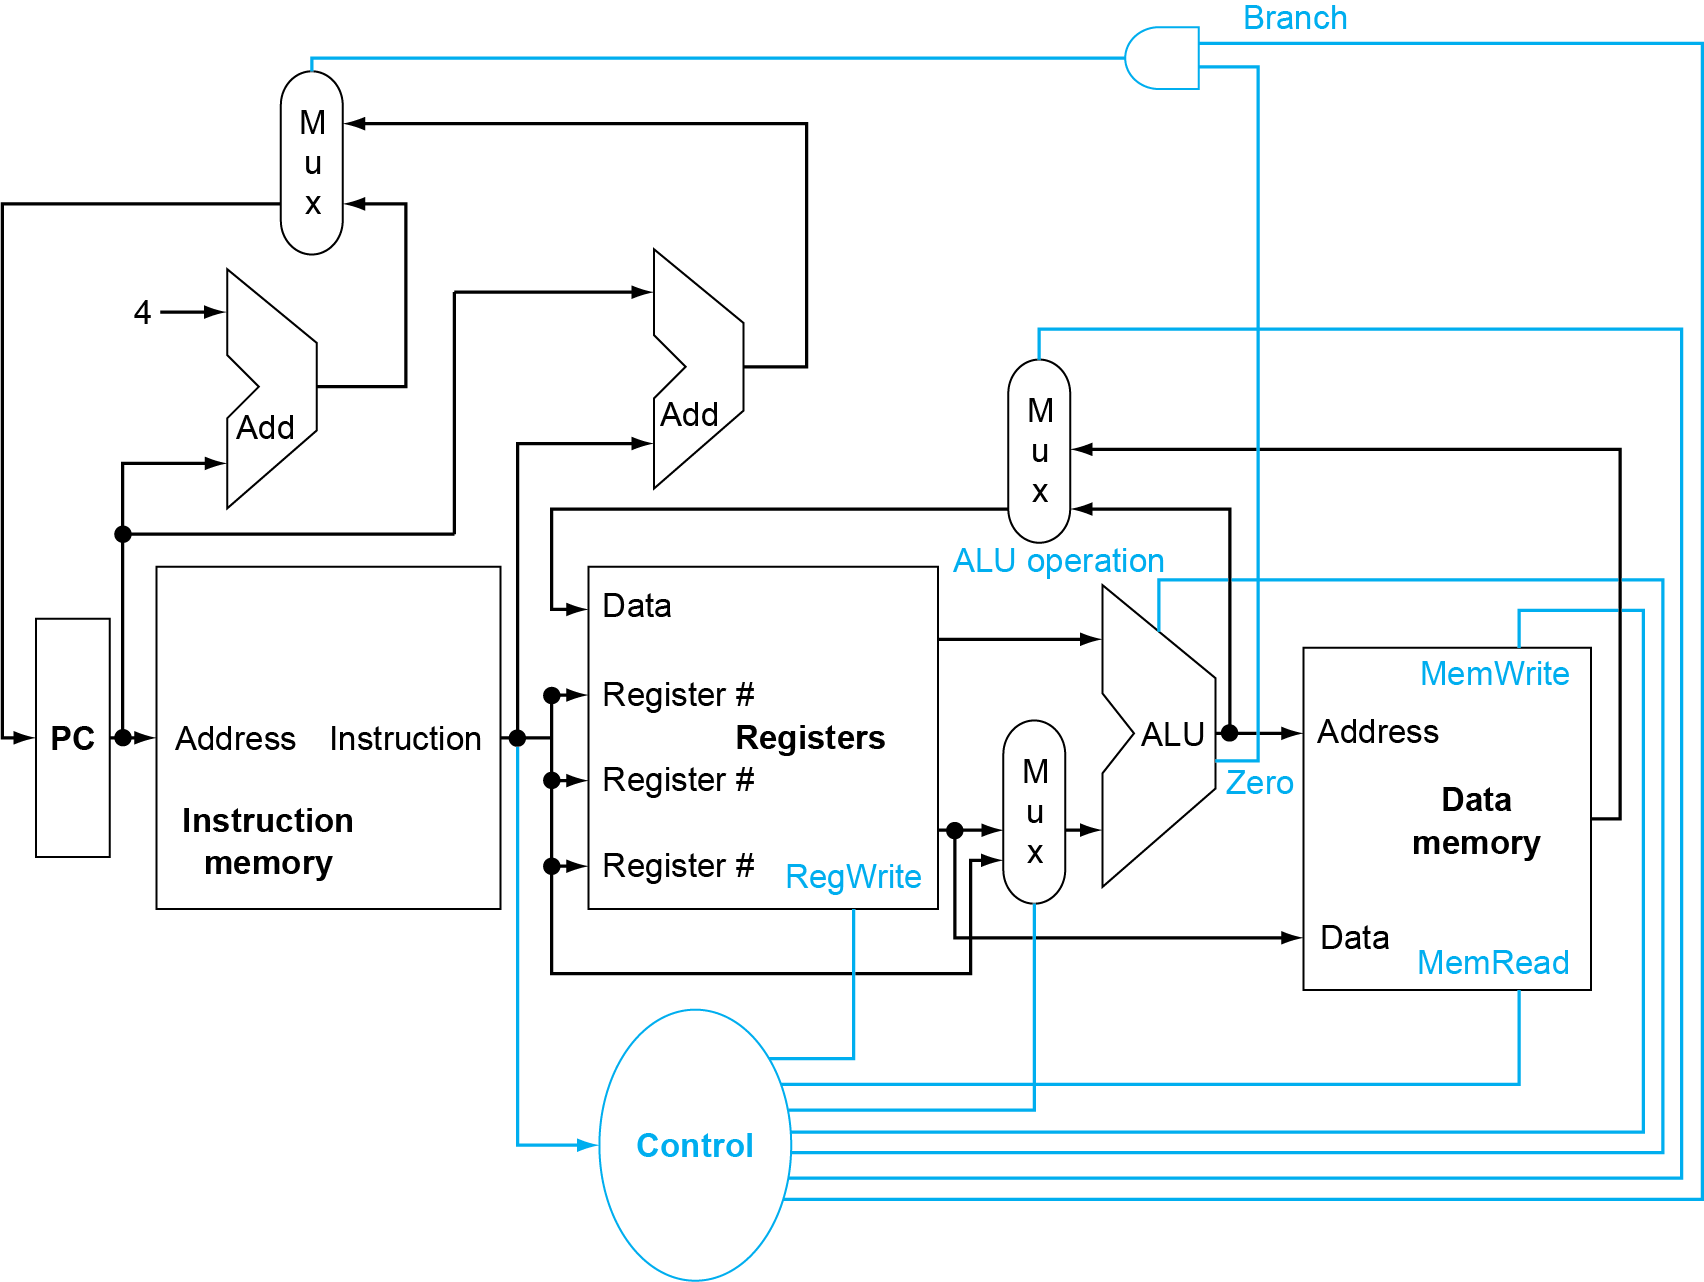 Branch
M
u
x
4
Add
Add
M
u
x
ALU operation
Data
MemWrite
Register #
PC
Address
Instruction
Registers
ALU
Address
M
u
x
Register #
Zero
Instruction
memory
Data
memory
Register #
RegWrite
Data
MemRead
Control